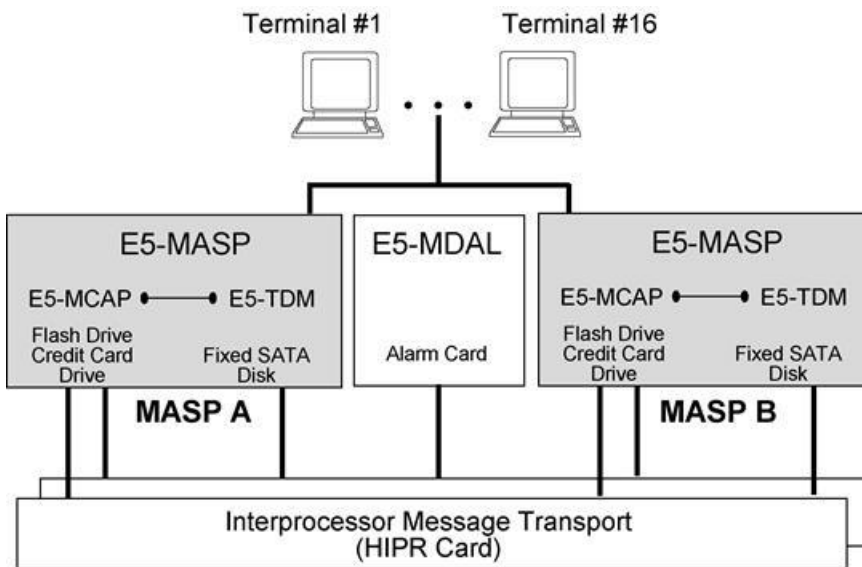 Terminal #1
Terminal #16
E5-MASP
E5-MCAP
E5-TDM
Flash Drive
Credit Card
Drive
Fixed SATA
Disk
MASP A
E5-MDAL
Alarm Card
E5-MASP
E5-MCAP
E5-TDM
Flash Drive
Credit Card
Drive
Fixed SATA
Disk
MASP B
Interprocessor Message Transport
(HIPR Card)